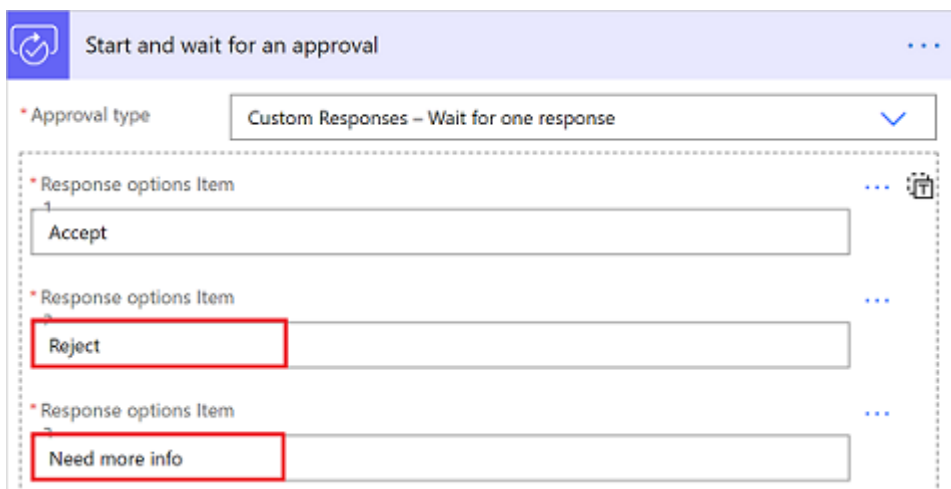 Start and wait for an approval
* Approval type
Custom Responses – Wait for one response
* Response options Item
1
Accept
* Response options Item
Reject
* Response options Item
Need more info